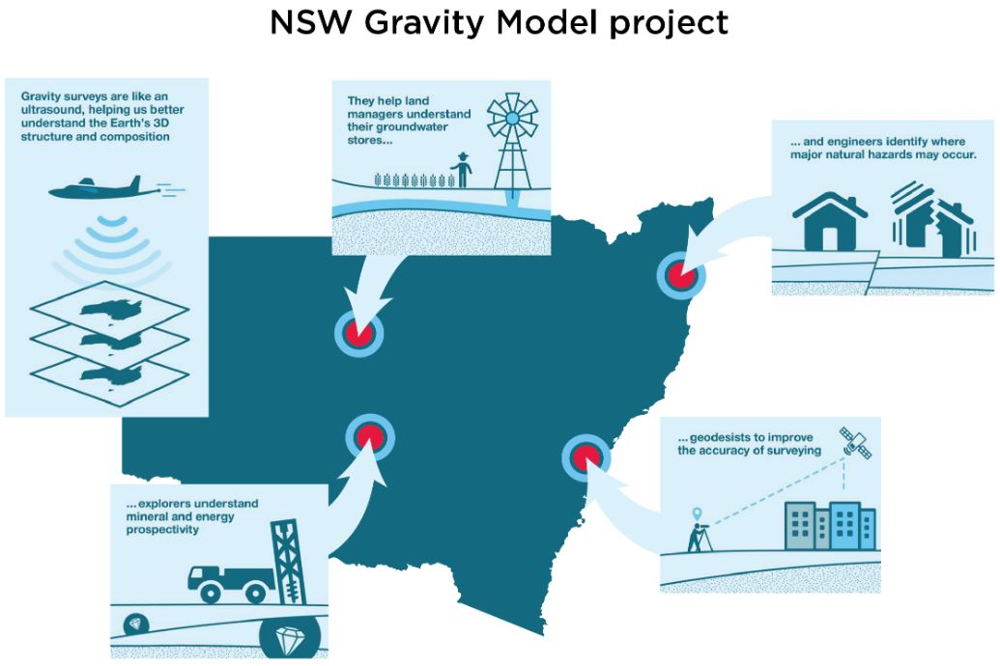 NSW Gravity Model project
Gravity surveys are like an
ultrasound, helping us better
understand the Earth's 3D
structure and composition
They help land
managers understand
their groundwater
stores...
... and engineers identify where
major natural hazards may occur.
...explorers understand
mineral and energy
prospectivity
...geodesists to improve
the accuracy of surveying